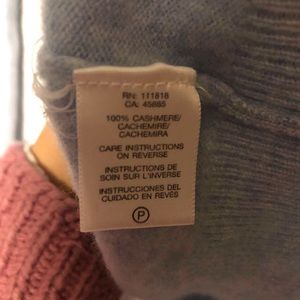 RN: 111818
CA: 45885
100% CASHMERE/
CACHEMIRE/
CACHEMIRA
CARE INSTRUCTIONS
ON REVERSE
INSTRUCTIONS DE
SOIN SUR L'INVERSE
INSTRUCCIONES DEL
CUIDADO EN REVÉS
P